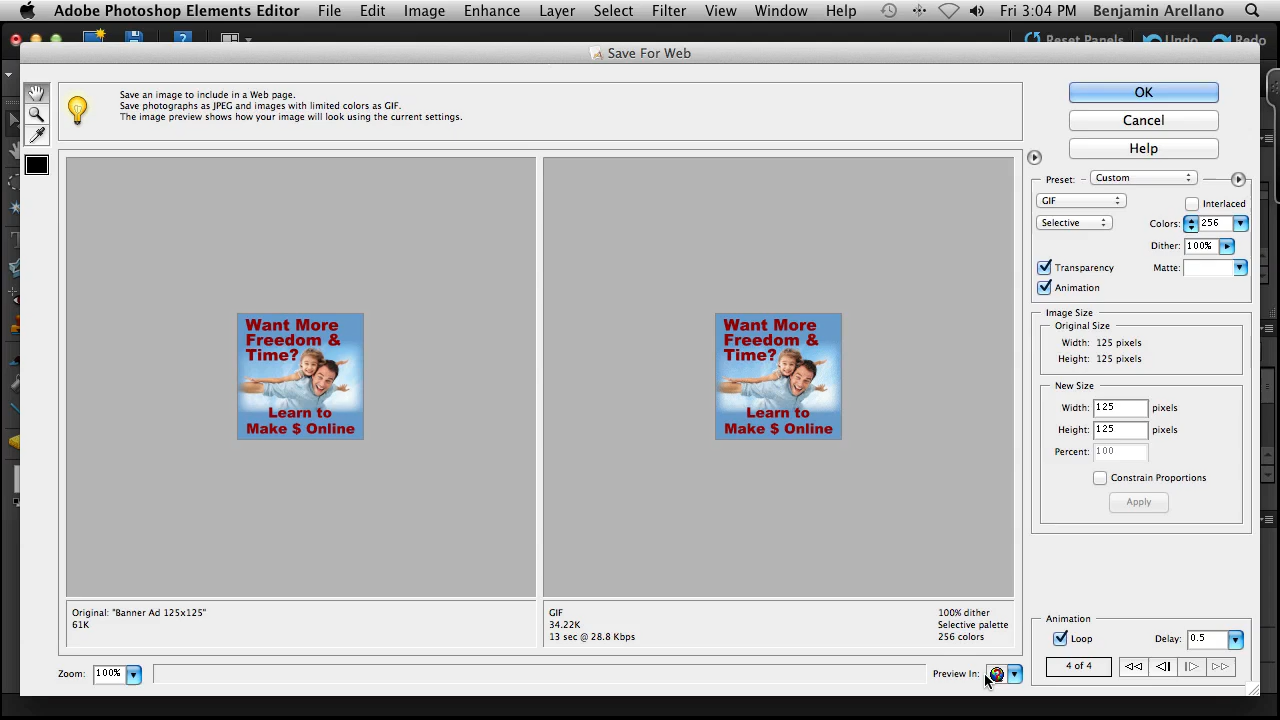 Adobe Photoshop Elements Editor File Edit Image Enhance Layer Select Filter View Window Help Fri 3:04 PM Benjamin Arellano
Reset Panels Undo Redo
Save For Web
Save an image to include in a Web page.
Save photographs as JPEG and images with limited colors as GIF.
The image preview shows how your image will look using the current settings.
OK
Cancel
Help
Preset: Custom
GIF Interlaced
Selective Colors: 256
Dither: 100%
Transparency Matte:
Animation
Image Size
Original Size
Width: 125 pixels
Height: 125 pixels
New Size
Width: 125 pixels
Height: 125 pixels
Percent: 100
Constrain Proportions
Apply
Want More
Freedom &
Time?
Learn to
Make $ Online
Want More
Freedom &
Time?
Learn to
Make $ Online
Original: "Banner Ad 125x125"
61K
GIF
34.22K
13 sec @ 28.8 Kbps
100% dither
Selective palette
256 colors
Animation
Loop Delay: 0.5
4 of 4
Zoom: 100%
Preview In: